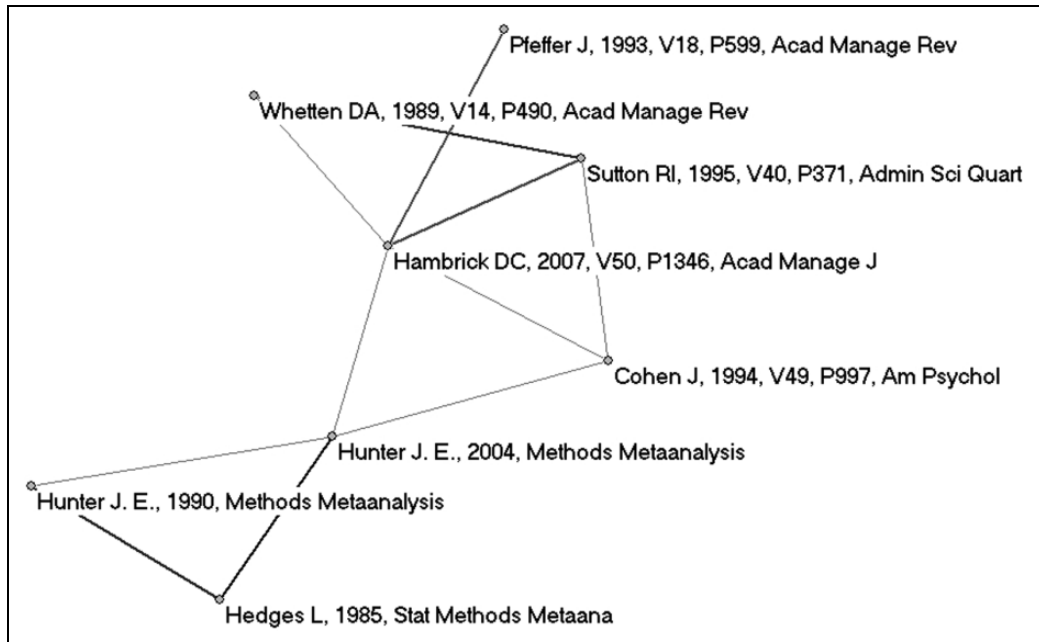 Pfeffer J, 1993, V18, P599, Acad Manage Rev
Whetten DA, 1989, V14, P490, Acad Manage Rev
Sutton RI, 1995, V40, P371, Admin Sci Quart
Hambrick DC, 2007, V50, P1346, Acad Manage J
Cohen J, 1994, V49, P997, Am Psychol
Hunter J. E., 2004, Methods Metaanalysis
Hunter J. E., 1990, Methods Metaanalysis
Hedges L, 1985, Stat Methods Metaana